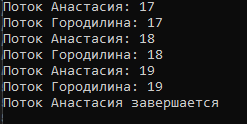 Поток Анастасия: 17
Поток Городилина: 17
Поток Анастасия: 18
Поток Городилина: 18
Поток Анастасия: 19
Поток Городилина: 19
Поток Анастасия завершается